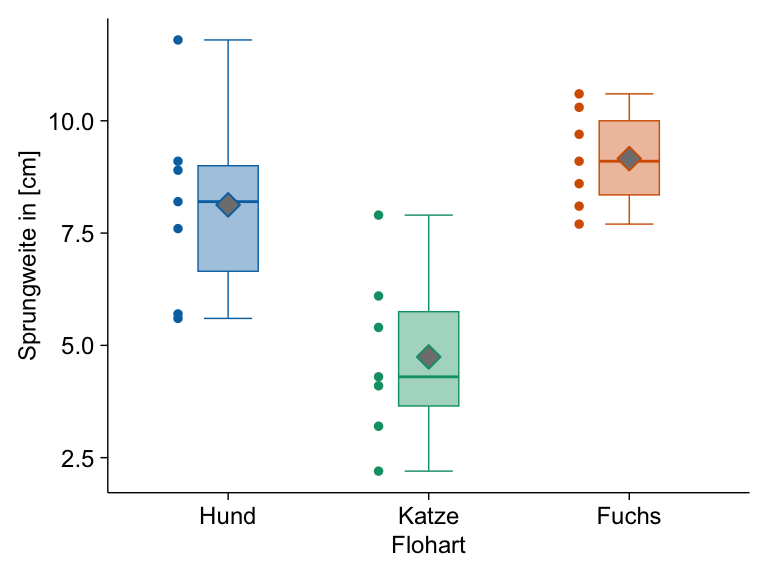 Sprungweite in [cm]
10.0
7.5
5.0
2.5
Hund Katze Fuchs
Flohart